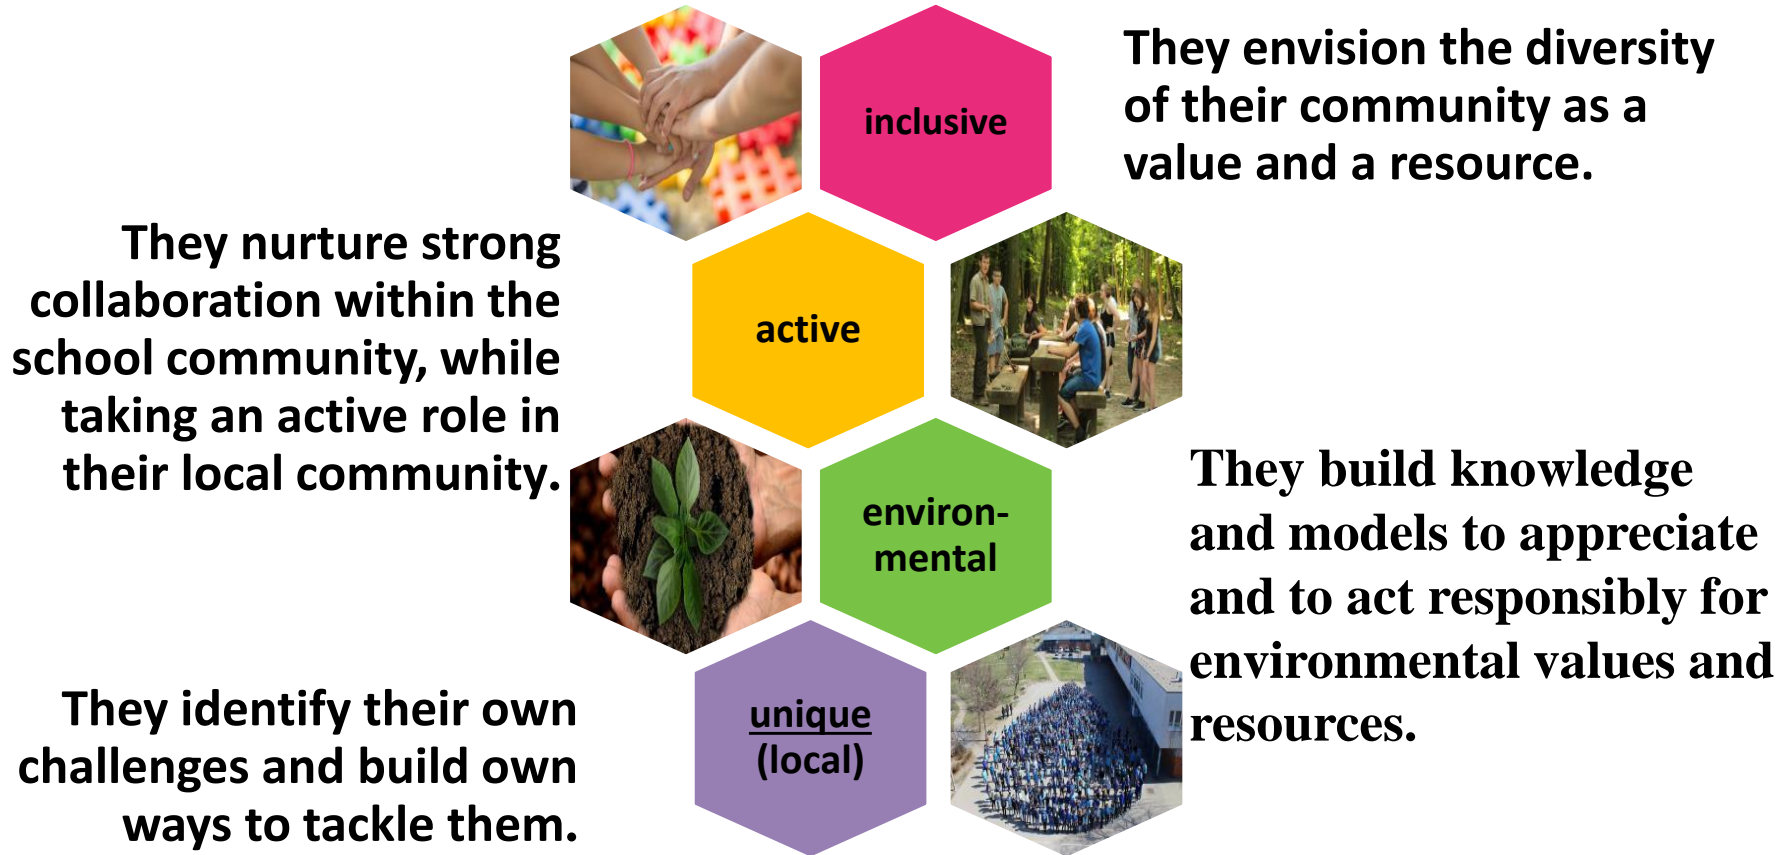 inclusive
They envision the diversity
of their community as a
value and a resource.
They nurture strong
collaboration within the
school community, while
taking an active role in
their local community.
active
environ-
mental
They build knowledge
and models to appreciate
and to act responsibly for
environmental values and
resources.
They identify their own
challenges and build own
ways to tackle them.
unique
(local)